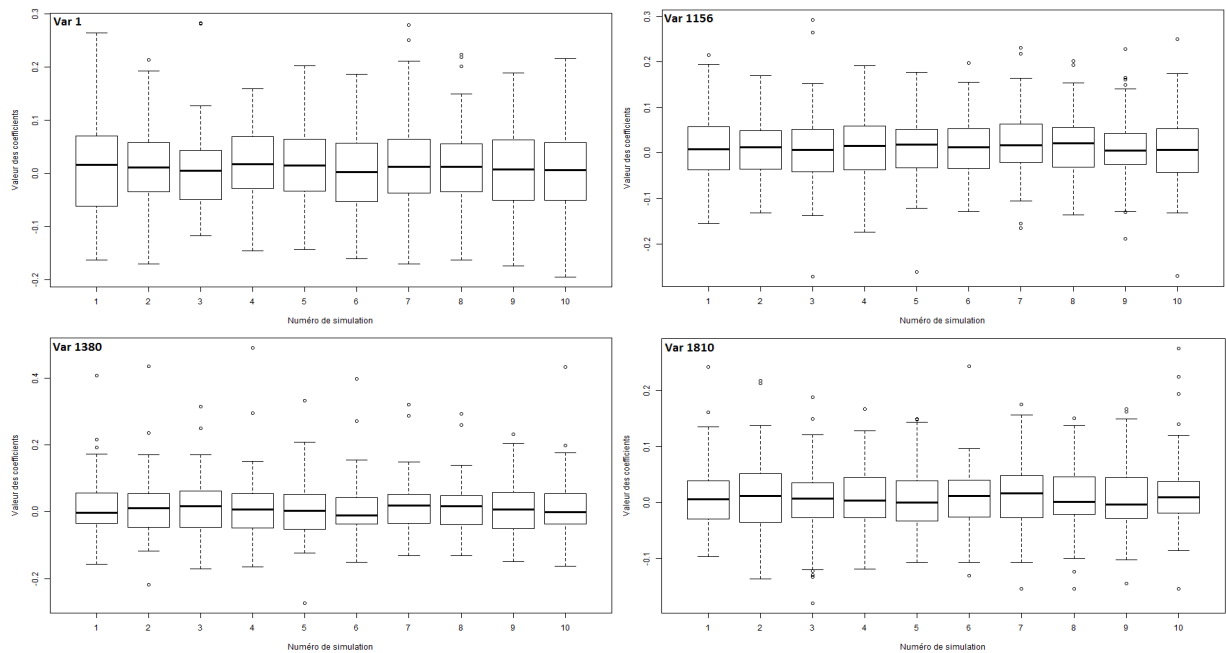 Var 1
Valeur des coefficients
0.3
0.2
0.1
0.0
-0.1
-0.2
1 2 3 4 5 6 7 8 9 10
Numéro de simulation
Var 1156
Valeur des coefficients
0.3
0.2
0.1
0.0
-0.1
-0.2
1 2 3 4 5 6 7 8 9 10
Numéro de simulation
Var 1380
Valeur des coefficients
0.4
0.2
0.0
-0.2
1 2 3 4 5 6 7 8 9 10
Numéro de simulation
Var 1810
Valeur des coefficients
0.2
0.1
0.0
-0.1
1 2 3 4 5 6 7 8 9 10
Numéro de simulation